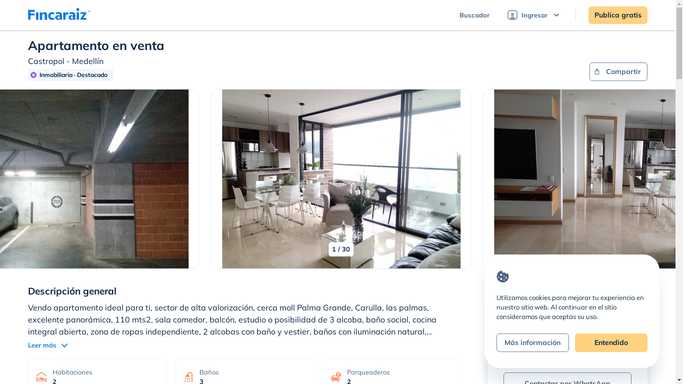 Fincaraiz
Buscador
Ingresar
Publica gratis
Apartamento en venta
Castropol - Medellín
Inmobiliaria · Destacado
Compartir
1 / 30
Descripción general
Vendo apartamento ideal para ti, sector de alta valorización, cerca moll Palma Grande, Carulla, las palmas,
excelente panorámica, 110 mts2, sala comedor, balcón, estudio o posibilidad de 3 alcoba, baño social, cocina
integral abierta, zona de ropas independiente, 2 alcobas con baño y vestier, baños con iluminación natural,...
Leer más
Habitaciones
2
Baños
3
Parqueaderos
2
Utilizamos cookies para mejorar tu experiencia en
nuestro sitio web. Al continuar en el sitio
consideramos que aceptas su uso.
Más información
Entendido
Contactar por WhatsApp